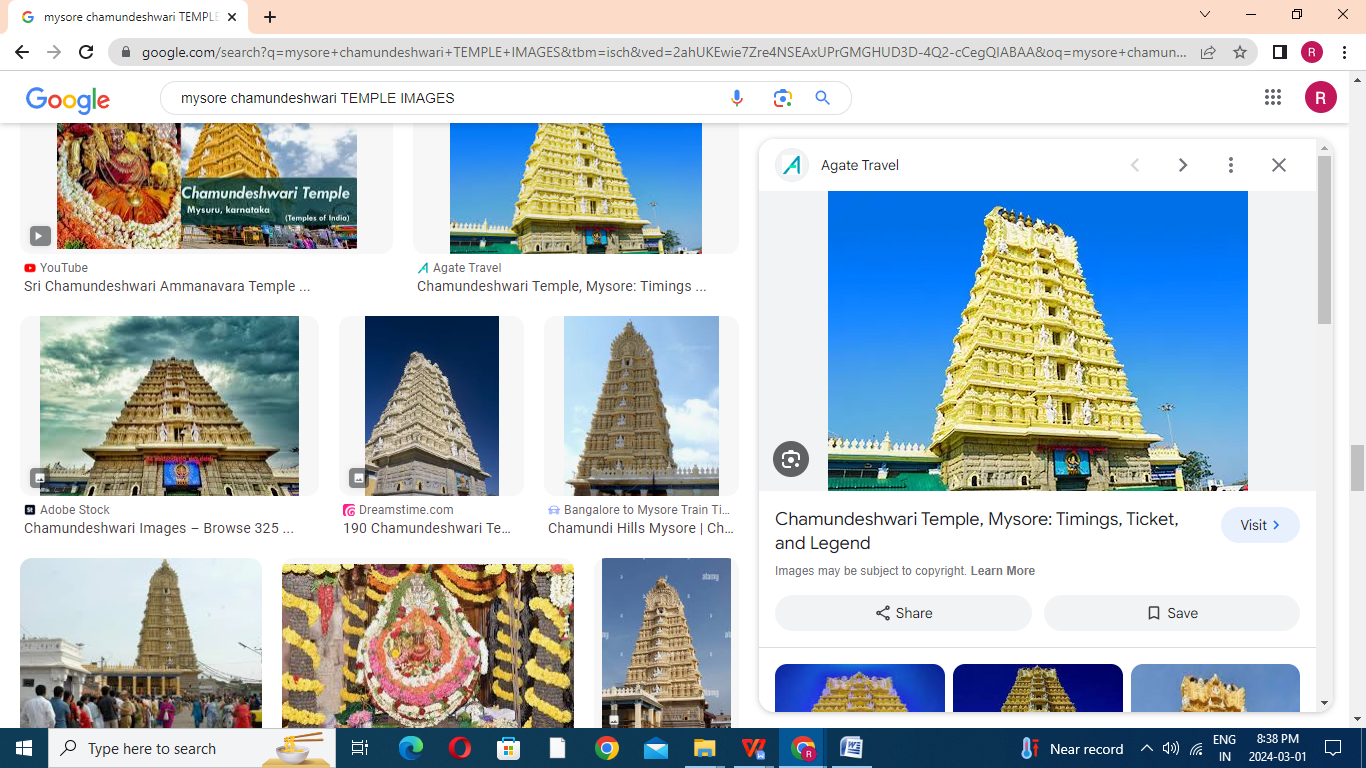 mysore chamundeshwari TEMPLE
google.com/search?q=mysore+chamundeshwari+TEMPLE+IMAGES&tbm=isch&ved=2ahUKEwie7Zre4NSEAxUPrGMGHUD3D-4Q2-cCegQIABAA&oq=mysore+chamun...
R
Google
mysore chamundeshwari TEMPLE IMAGES
R
Chamundeshwari Temple
Mysuru, karnataka
(Temples of India)
YouTube
Sri Chamundeshwari Ammanavara Temple ...
Agate Travel
Chamundeshwari Temple, Mysore: Timings ...
St Adobe Stock
Chamundeshwari Images – Browse 325 ...
Dreamstime.com
190 Chamundeshwari Te...
Bangalore to Mysore Train Ti...
Chamundi Hills Mysore | Ch...
alamy
alamy
Agate Travel
Chamundeshwari Temple, Mysore: Timings, Ticket,
and Legend
Visit
Images may be subject to copyright. Learn More
Share
Save
Type here to search
R
W
Near record
ENG
IN
8:38 PM
2024-03-01